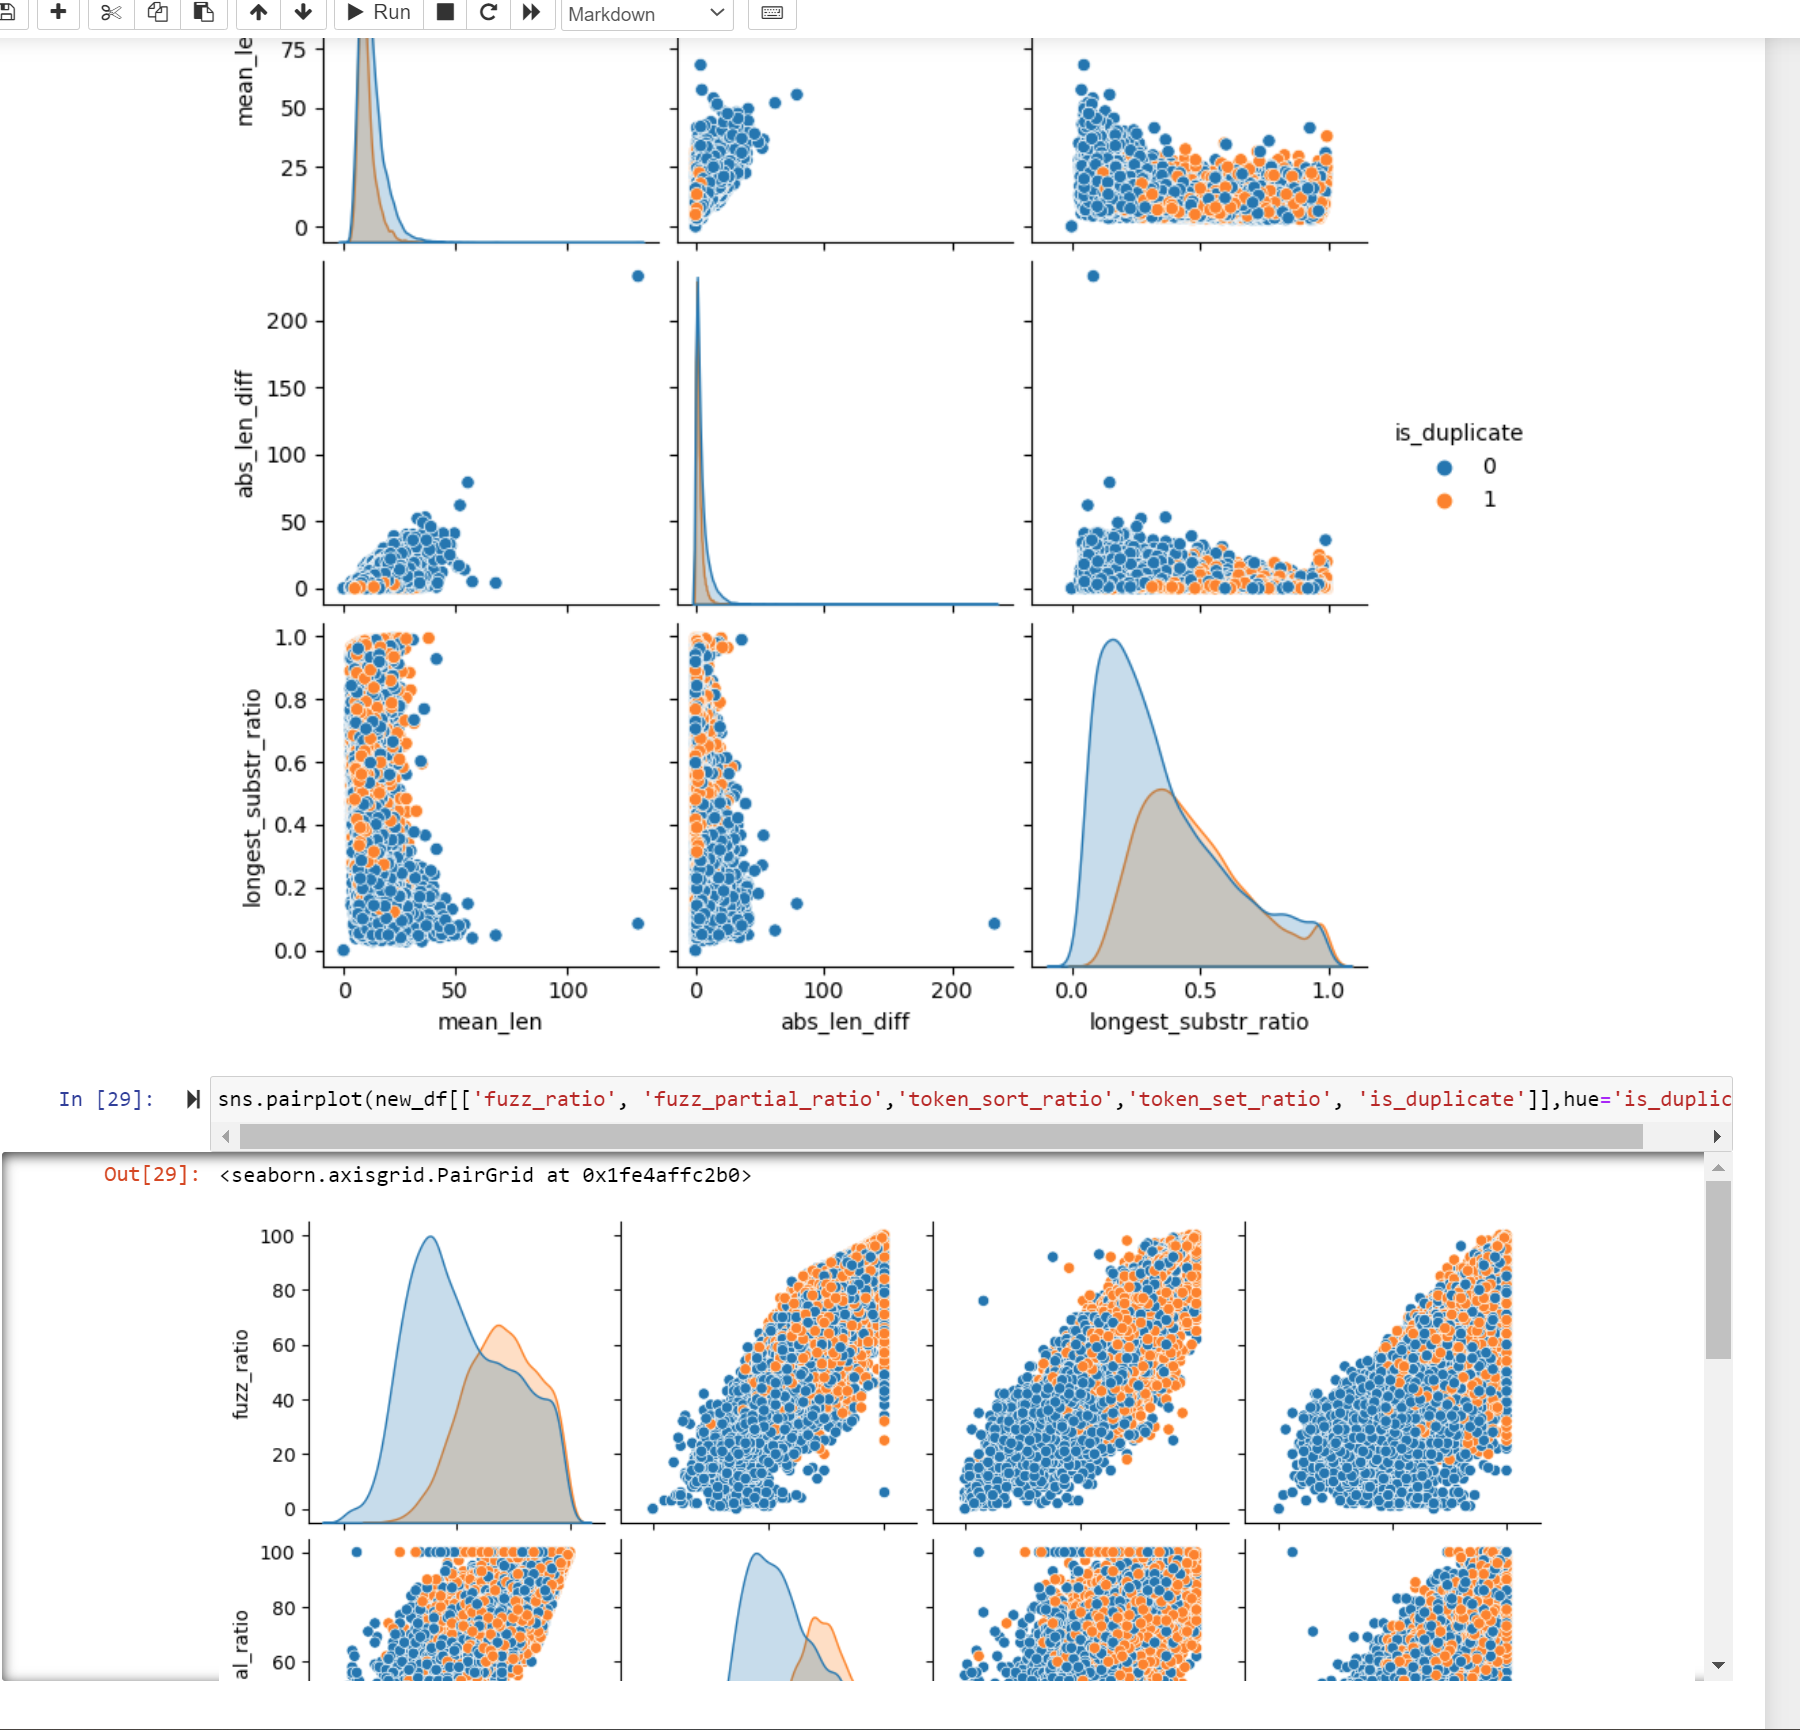 Run
Markdown
mean_le
75
50
25
0
abs_len_diff
200
150
100
50
0
is_duplicate
0
1
longest_substr_ratio
1.0
0.8
0.6
0.4
0.2
0.0
0 50 100
0 100 200
0.0 0.5 1.0
mean_len
abs_len_diff
longest_substr_ratio
In [29]:
sns.pairplot(new_df[['fuzz_ratio', 'fuzz_partial_ratio','token_sort_ratio','token_set_ratio', 'is_duplicate']],hue='is_duplic
Out[29]:
<seaborn.axisgrid.PairGrid at 0x1fe4affc2b0>
fuzz_ratio
100
80
60
40
20
0
al_ratio
100
80
60